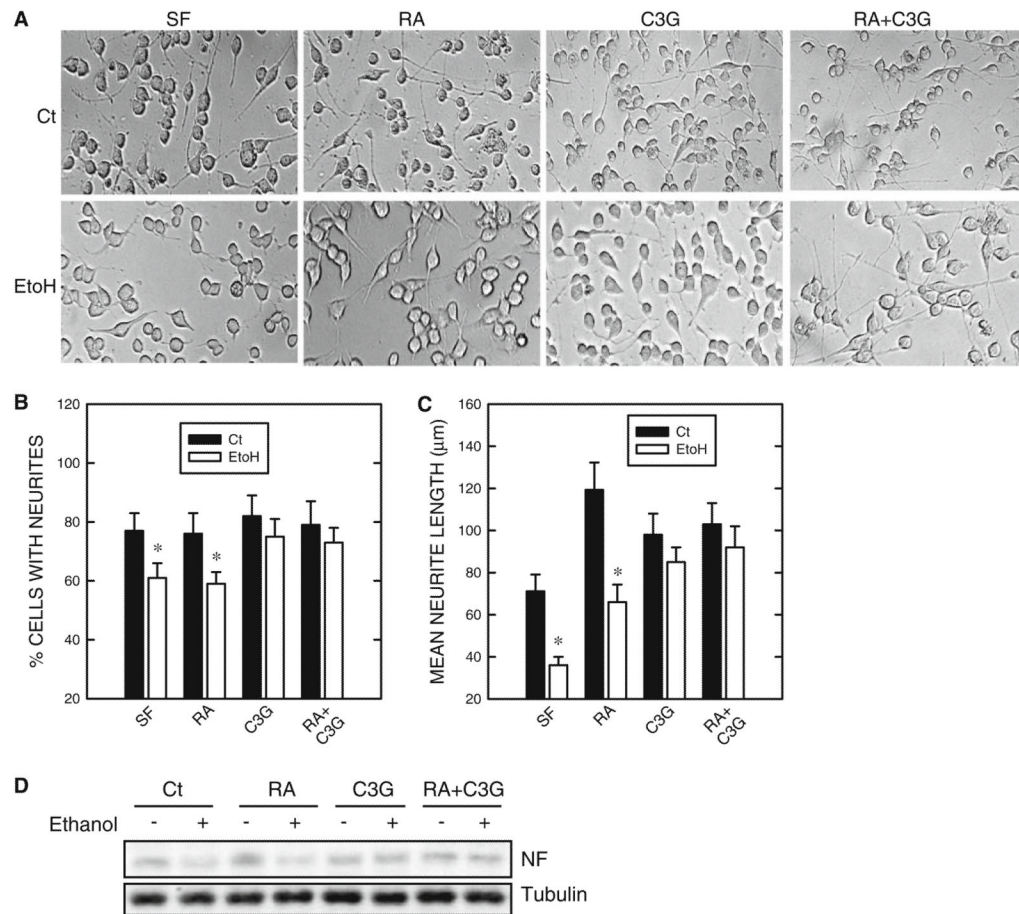 A
SF RA C3G RA+C3G
Ct
EtoH
B
120
100
80
60
40
20
% CELLS WITH NEURITES
Ct
EtoH
*
*
SF RA C3G RA+C3G
C
160
140
120
100
80
60
40
20
MEAN NEURITE LENGTH (µm)
Ct
EtoH
*
*
SF RA C3G RA+C3G
D
Ct RA C3G RA+C3G
Ethanol - + - + - + - +
NF
Tubulin